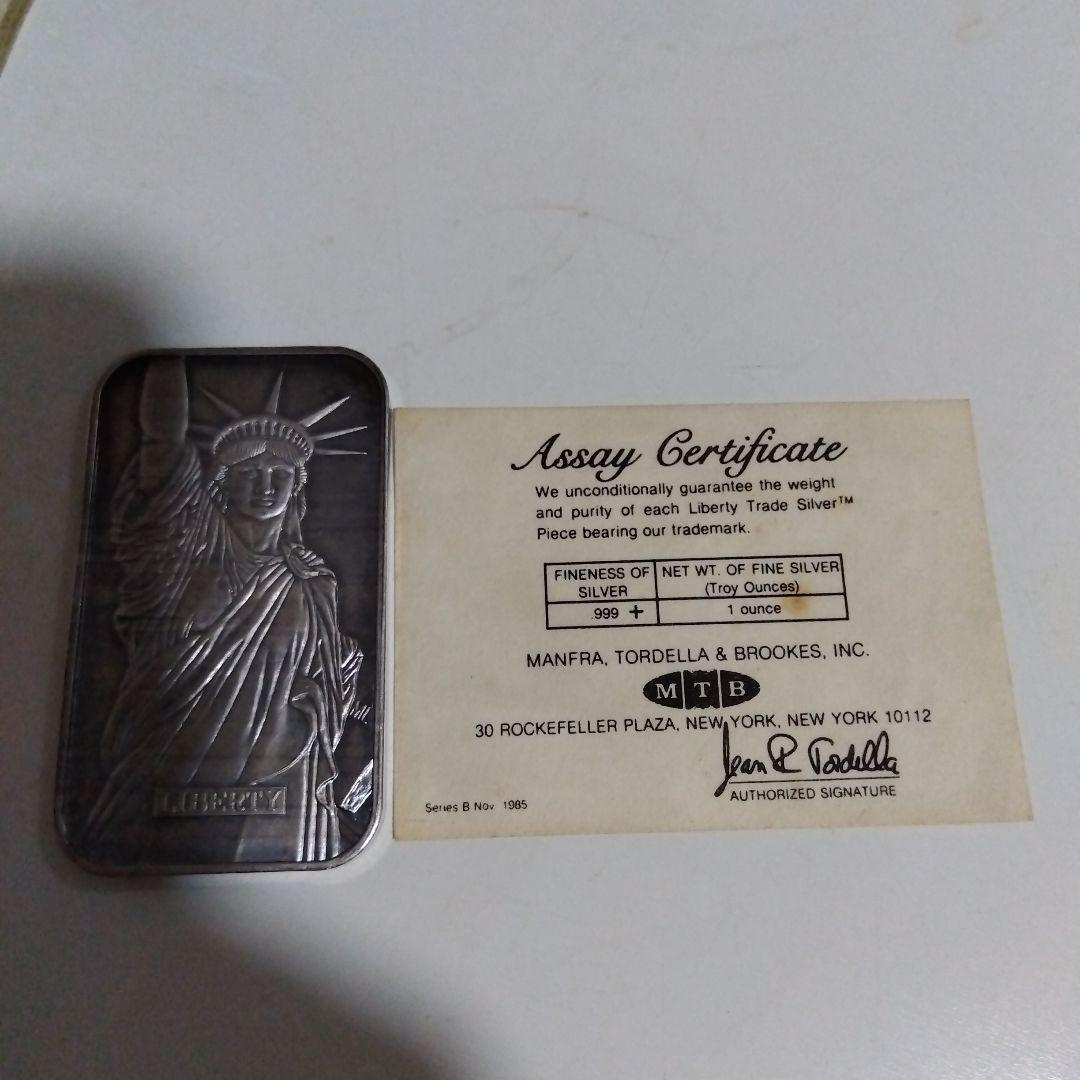 LIBERTY
Assay Certificate
We unconditionally guarantee the weight
and purity of each Liberty Trade Silver™
Piece bearing our trademark.
FINENESS OF SILVER
NET WT. OF FINE SILVER (Troy Ounces)
.999 +
1 ounce
MANFRA, TORDELLA & BROOKES, INC.
MTB
30 ROCKEFELLER PLAZA, NEW YORK, NEW YORK 10112
Jean R Tordella
AUTHORIZED SIGNATURE
Series B Nov 1985